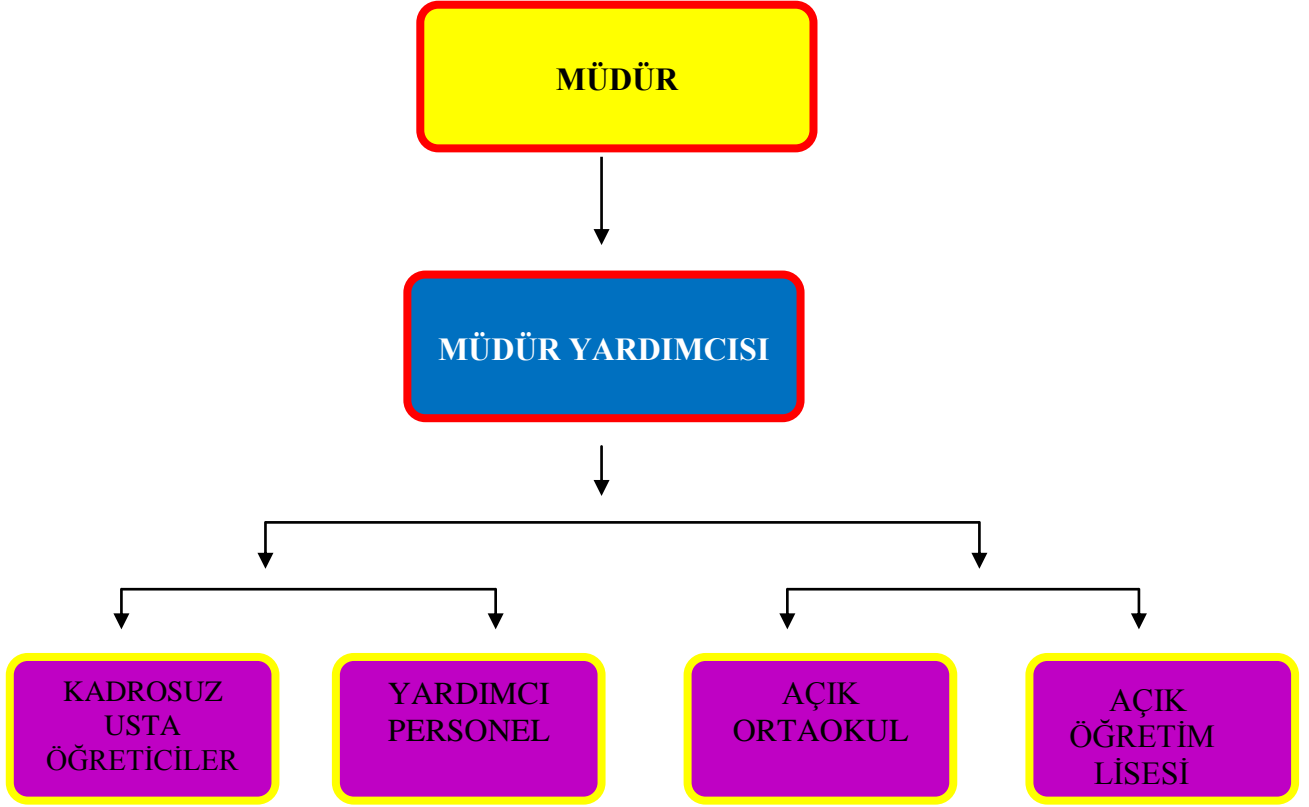 MÜDÜR
MÜDÜR YARDIMCISI
KADROSUZ
USTA
ÖĞRETİCİLER
YARDIMCI
PERSONEL
AÇIK
ORTAOKUL
AÇIK
ÖĞRETİM
LİSESİ